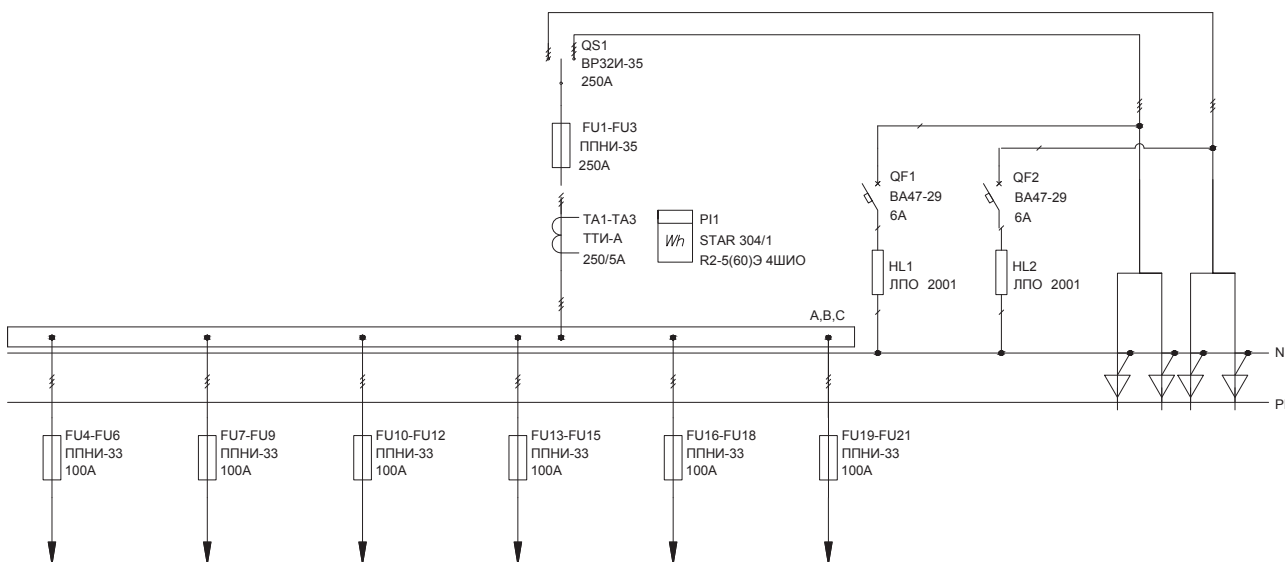 QS1
ВР32И-35
250А
FU1-FU3
ППНИ-35
250А
TA1-TA3
ТТИ-А
250/5А
Wh
PI1
STAR 304/1
R2-5(60)Э 4ШИО
QF1
ВА47-29
6А
QF2
ВА47-29
6А
HL1
ЛПО 2001
HL2
ЛПО 2001
A,B,C
N
P
FU4-FU6
ППНИ-33
100А
FU7-FU9
ППНИ-33
100А
FU10-FU12
ППНИ-33
100А
FU13-FU15
ППНИ-33
100А
FU16-FU18
ППНИ-33
100А
FU19-FU21
ППНИ-33
100А